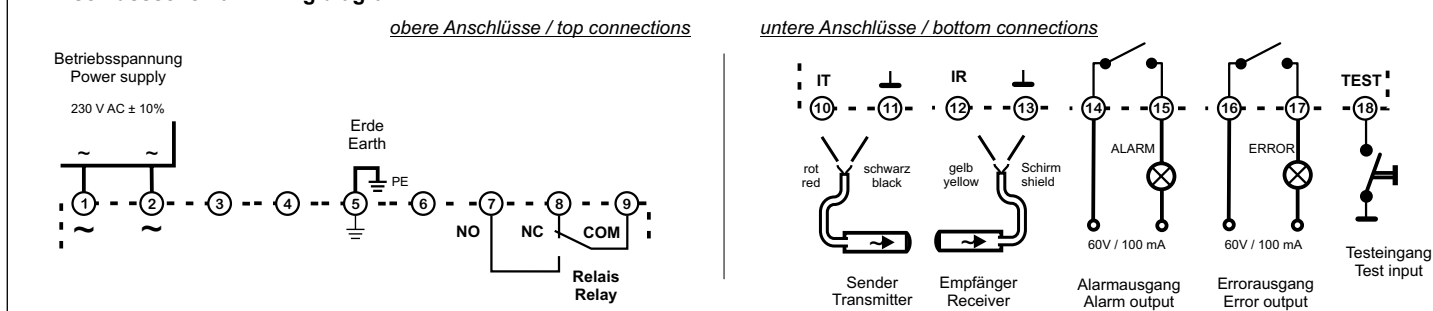 obere Anschlüsse / top connections
untere Anschlüsse / bottom connections
Betriebsspannung
Power supply
230 V AC ± 10%
~ ~
Erde
Earth
PE
1 2 3 4 5 6 7 8 9
~ ~
NO NC COM
Relais
Relay
IT IR TEST
10 11 12 13 14 15 16 17 18
rot
red
schwarz
black
gelb
yellow
Schirm
shield
ALARM
ERROR
60V / 100 mA
60V / 100 mA
Sender
Transmitter
Empfänger
Receiver
Alarmausgang
Alarm output
Errorausgang
Error output
Testeingang
Test input